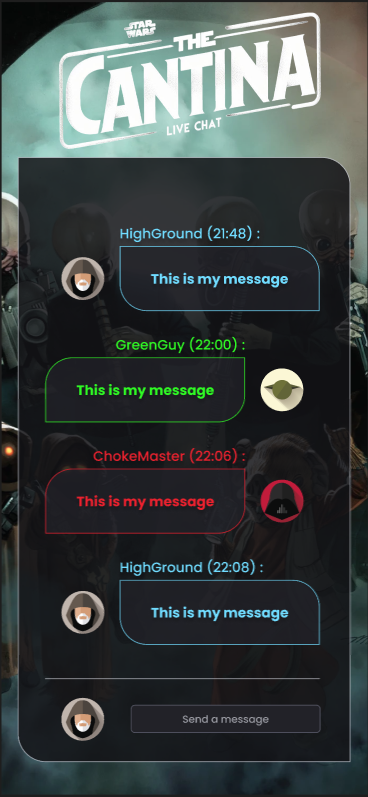 STAR
WARS
THE
CANTINA
LIVE CHAT
HighGround (21:48) :
This is my message
GreenGuy (22:00) :
This is my message
ChokeMaster (22:06) :
This is my message
HighGround (22:08) :
This is my message
Send a message